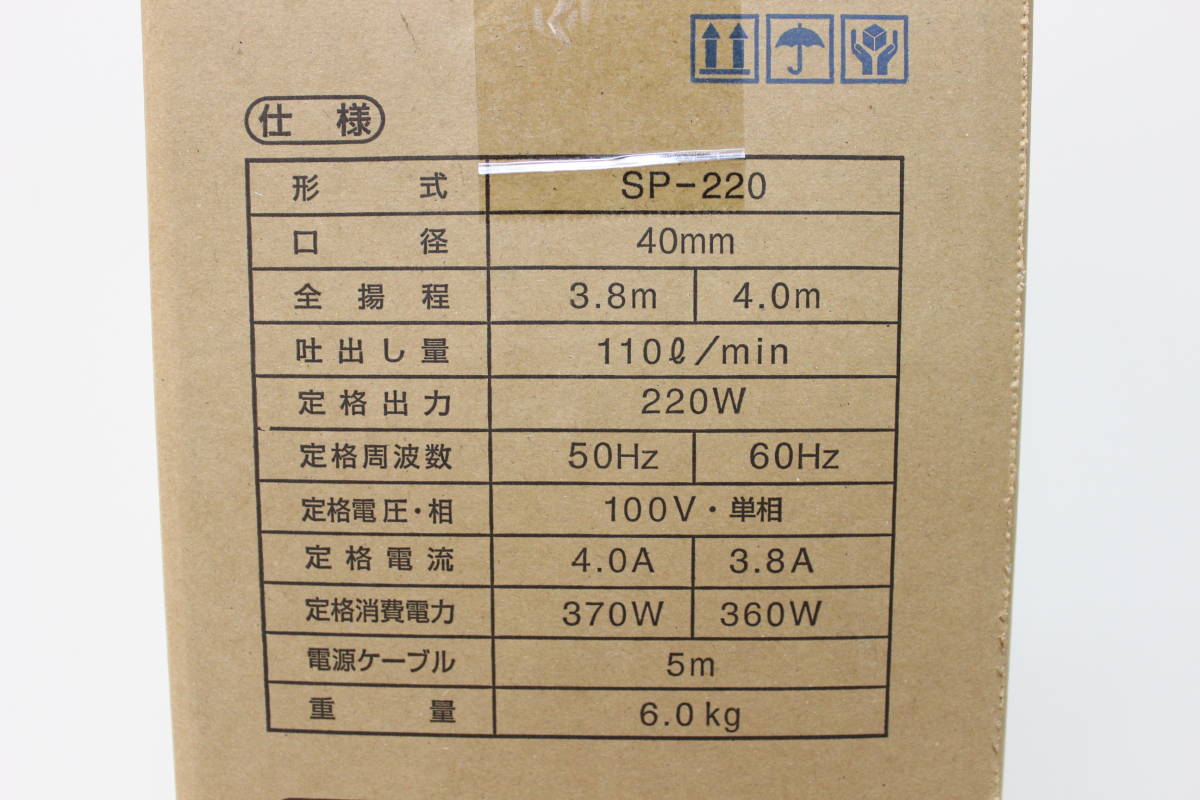 仕様
形式 SP-220
口径 40mm
全揚程 3.8m 4.0m
吐出し量 110ℓ/min
定格出力 220W
定格周波数 50Hz 60Hz
定格電圧・相 100V・単相
定格電流 4.0A 3.8A
定格消費電力 370W 360W
電源ケーブル 5m
重量 6.0kg